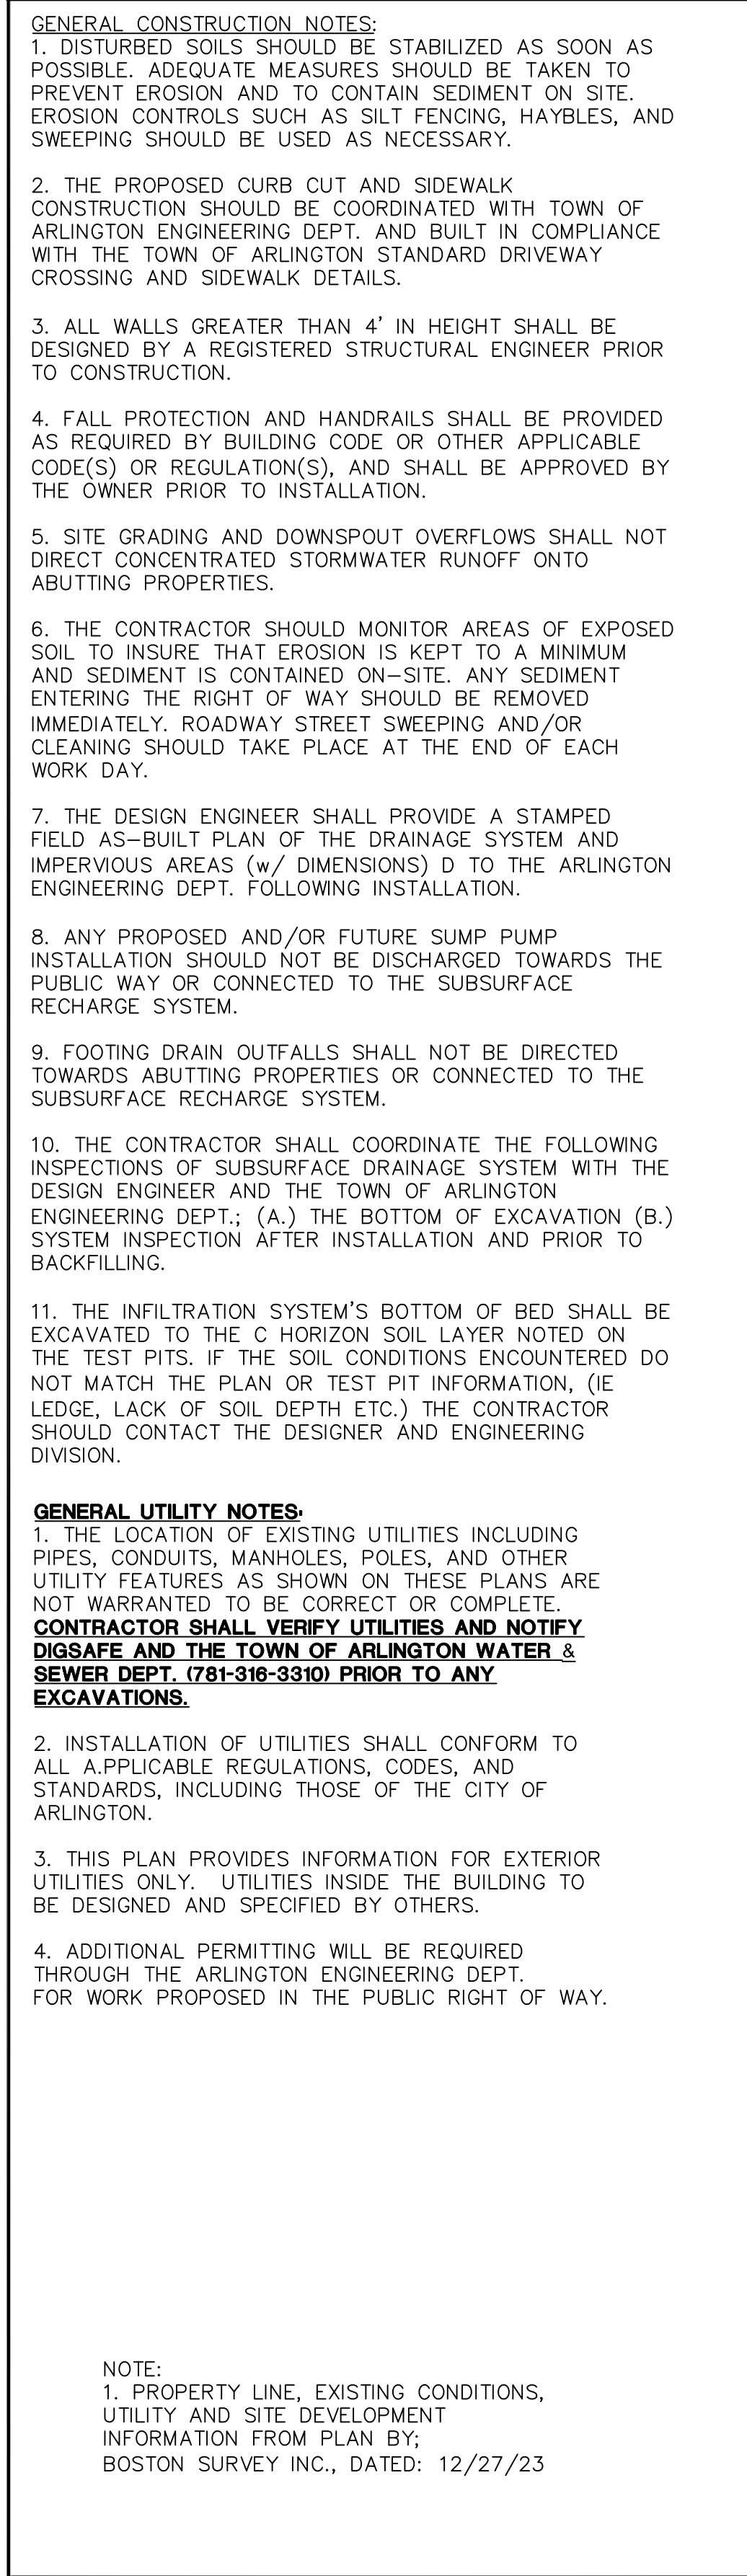 GENERAL CONSTRUCTION NOTES:
1. DISTURBED SOILS SHOULD BE STABILIZED AS SOON AS
POSSIBLE. ADEQUATE MEASURES SHOULD BE TAKEN TO
PREVENT EROSION AND TO CONTAIN SEDIMENT ON SITE.
EROSION CONTROLS SUCH AS SILT FENCING, HAYBLES, AND
SWEEPING SHOULD BE USED AS NECESSARY.
2. THE PROPOSED CURB CUT AND SIDEWALK
CONSTRUCTION SHOULD BE COORDINATED WITH TOWN OF
ARLINGTON ENGINEERING DEPT. AND BUILT IN COMPLIANCE
WITH THE TOWN OF ARLINGTON STANDARD DRIVEWAY
CROSSING AND SIDEWALK DETAILS.
3. ALL WALLS GREATER THAN 4' IN HEIGHT SHALL BE
DESIGNED BY A REGISTERED STRUCTURAL ENGINEER PRIOR
TO CONSTRUCTION.
4. FALL PROTECTION AND HANDRAILS SHALL BE PROVIDED
AS REQUIRED BY BUILDING CODE OR OTHER APPLICABLE
CODE(S) OR REGULATION(S), AND SHALL BE APPROVED BY
THE OWNER PRIOR TO INSTALLATION.
5. SITE GRADING AND DOWNSPOUT OVERFLOWS SHALL NOT
DIRECT CONCENTRATED STORMWATER RUNOFF ONTO
ABUTTING PROPERTIES.
6. THE CONTRACTOR SHOULD MONITOR AREAS OF EXPOSED
SOIL TO INSURE THAT EROSION IS KEPT TO A MINIMUM
AND SEDIMENT IS CONTAINED ON-SITE. ANY SEDIMENT
ENTERING THE RIGHT OF WAY SHOULD BE REMOVED
IMMEDIATELY. ROADWAY STREET SWEEPING AND/OR
CLEANING SHOULD TAKE PLACE AT THE END OF EACH
WORK DAY.
7. THE DESIGN ENGINEER SHALL PROVIDE A STAMPED
FIELD AS-BUILT PLAN OF THE DRAINAGE SYSTEM AND
IMPERVIOUS AREAS (w/ DIMENSIONS) D TO THE ARLINGTON
ENGINEERING DEPT. FOLLOWING INSTALLATION.
8. ANY PROPOSED AND/OR FUTURE SUMP PUMP
INSTALLATION SHOULD NOT BE DISCHARGED TOWARDS THE
PUBLIC WAY OR CONNECTED TO THE SUBSURFACE
RECHARGE SYSTEM.
9. FOOTING DRAIN OUTFALLS SHALL NOT BE DIRECTED
TOWARDS ABUTTING PROPERTIES OR CONNECTED TO THE
SUBSURFACE RECHARGE SYSTEM.
10. THE CONTRACTOR SHALL COORDINATE THE FOLLOWING
INSPECTIONS OF SUBSURFACE DRAINAGE SYSTEM WITH THE
DESIGN ENGINEER AND THE TOWN OF ARLINGTON
ENGINEERING DEPT.; (A.) THE BOTTOM OF EXCAVATION (B.)
SYSTEM INSPECTION AFTER INSTALLATION AND PRIOR TO
BACKFILLING.
11. THE INFILTRATION SYSTEM'S BOTTOM OF BED SHALL BE
EXCAVATED TO THE C HORIZON SOIL LAYER NOTED ON
THE TEST PITS. IF THE SOIL CONDITIONS ENCOUNTERED DO
NOT MATCH THE PLAN OR TEST PIT INFORMATION, (IE
LEDGE, LACK OF SOIL DEPTH ETC.) THE CONTRACTOR
SHOULD CONTACT THE DESIGNER AND ENGINEERING
DIVISION.
GENERAL UTILITY NOTES:
1. THE LOCATION OF EXISTING UTILITIES INCLUDING
PIPES, CONDUITS, MANHOLES, POLES, AND OTHER
UTILITY FEATURES AS SHOWN ON THESE PLANS ARE
NOT WARRANTED TO BE CORRECT OR COMPLETE.
CONTRACTOR SHALL VERIFY UTILITIES AND NOTIFY
DIGSAFE AND THE TOWN OF ARLINGTON WATER &
SEWER DEPT. (781-316-3310) PRIOR TO ANY
EXCAVATIONS.
2. INSTALLATION OF UTILITIES SHALL CONFORM TO
ALL A.PPLICABLE REGULATIONS, CODES, AND
STANDARDS, INCLUDING THOSE OF THE CITY OF
ARLINGTON.
3. THIS PLAN PROVIDES INFORMATION FOR EXTERIOR
UTILITIES ONLY.  UTILITIES INSIDE THE BUILDING TO
BE DESIGNED AND SPECIFIED BY OTHERS.
4. ADDITIONAL PERMITTING WILL BE REQUIRED
THROUGH THE ARLINGTON ENGINEERING DEPT.
FOR WORK PROPOSED IN THE PUBLIC RIGHT OF WAY.
NOTE:
1. PROPERTY LINE, EXISTING CONDITIONS,
UTILITY AND SITE DEVELOPMENT
INFORMATION FROM PLAN BY;
BOSTON SURVEY INC., DATED: 12/27/23